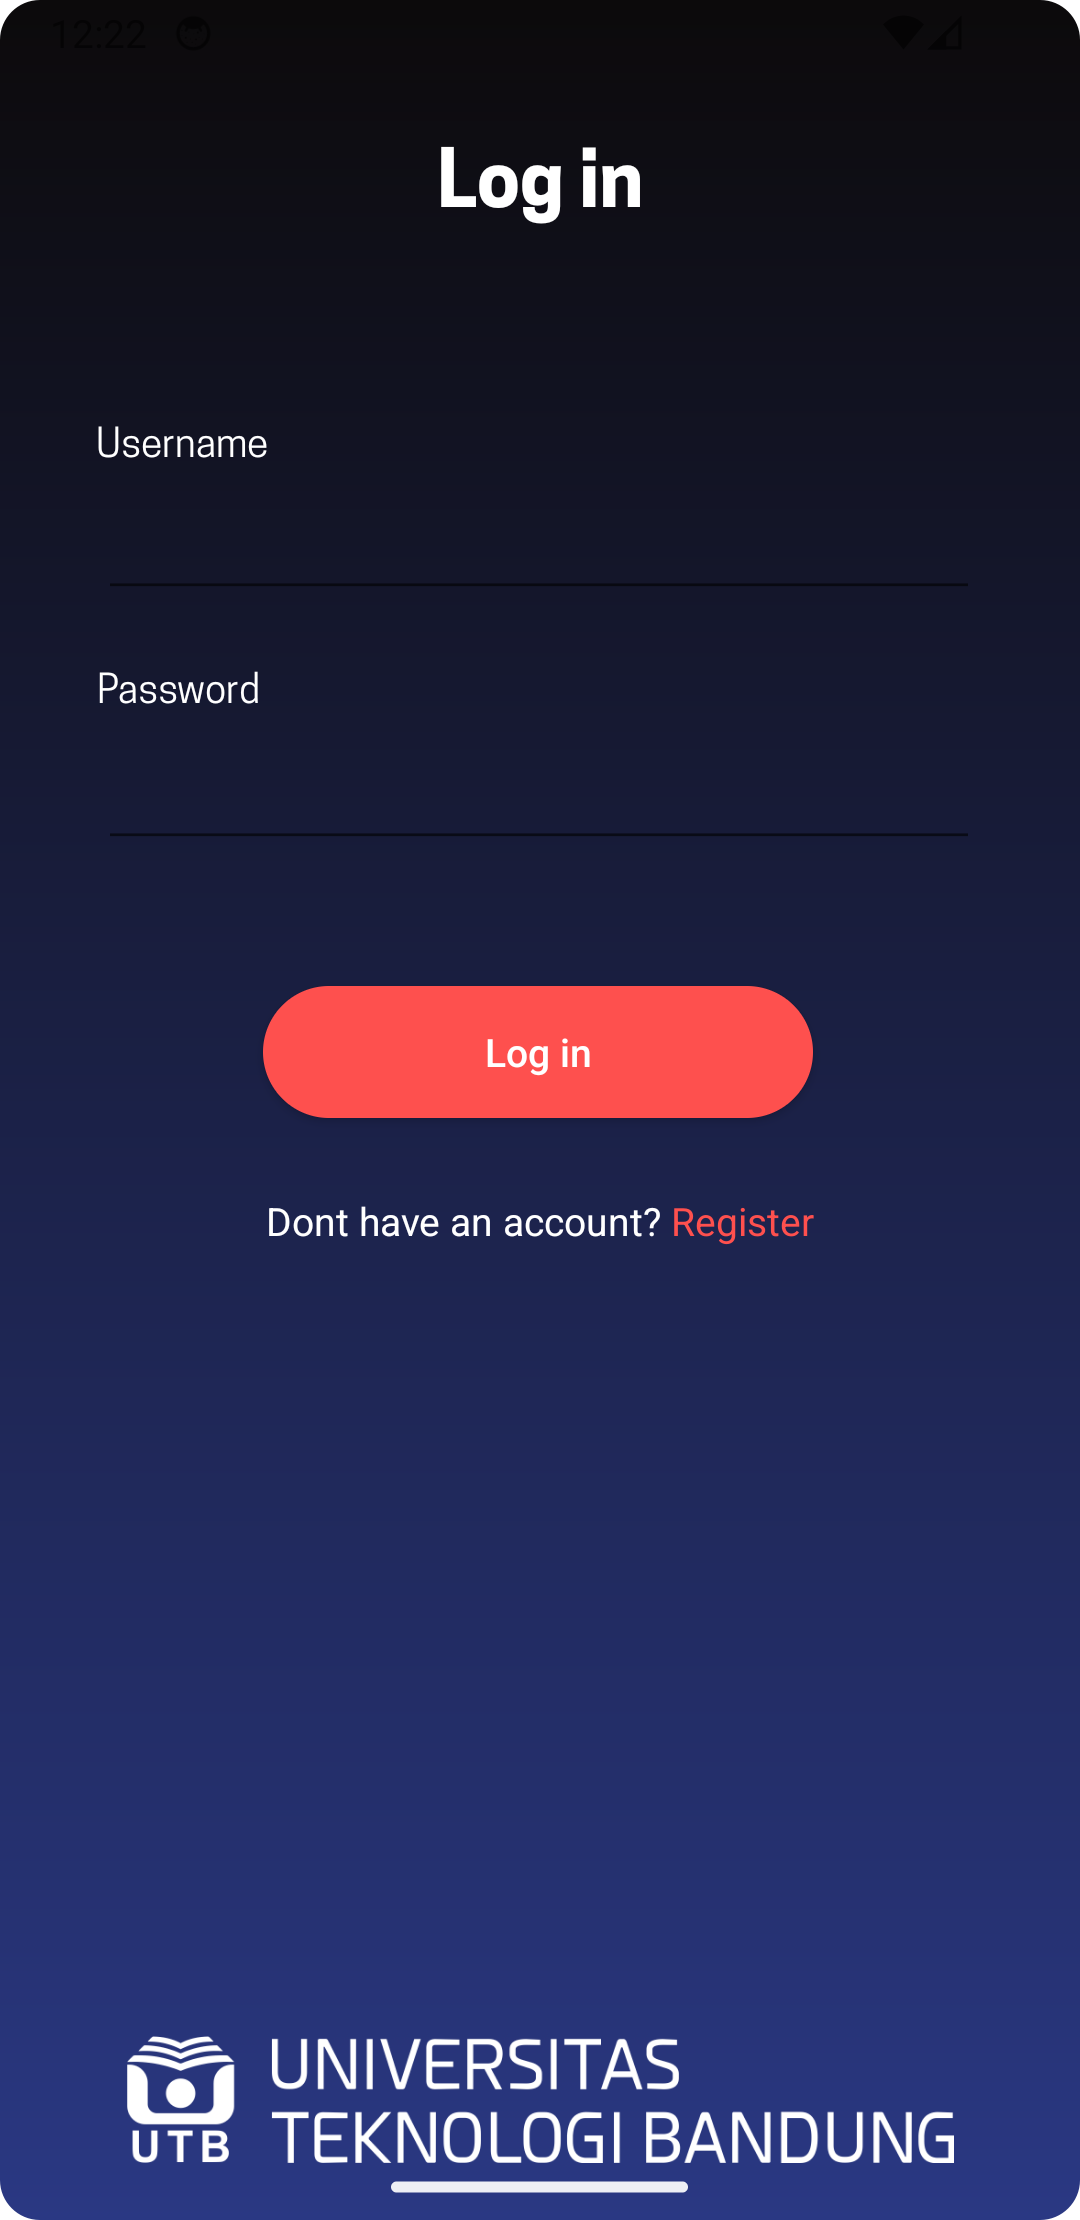 12:22
Log in
Username
Password
Log in
Dont have an account? Register
UNIVERSITAS
TEKNOLOGI BANDUNG
UTB